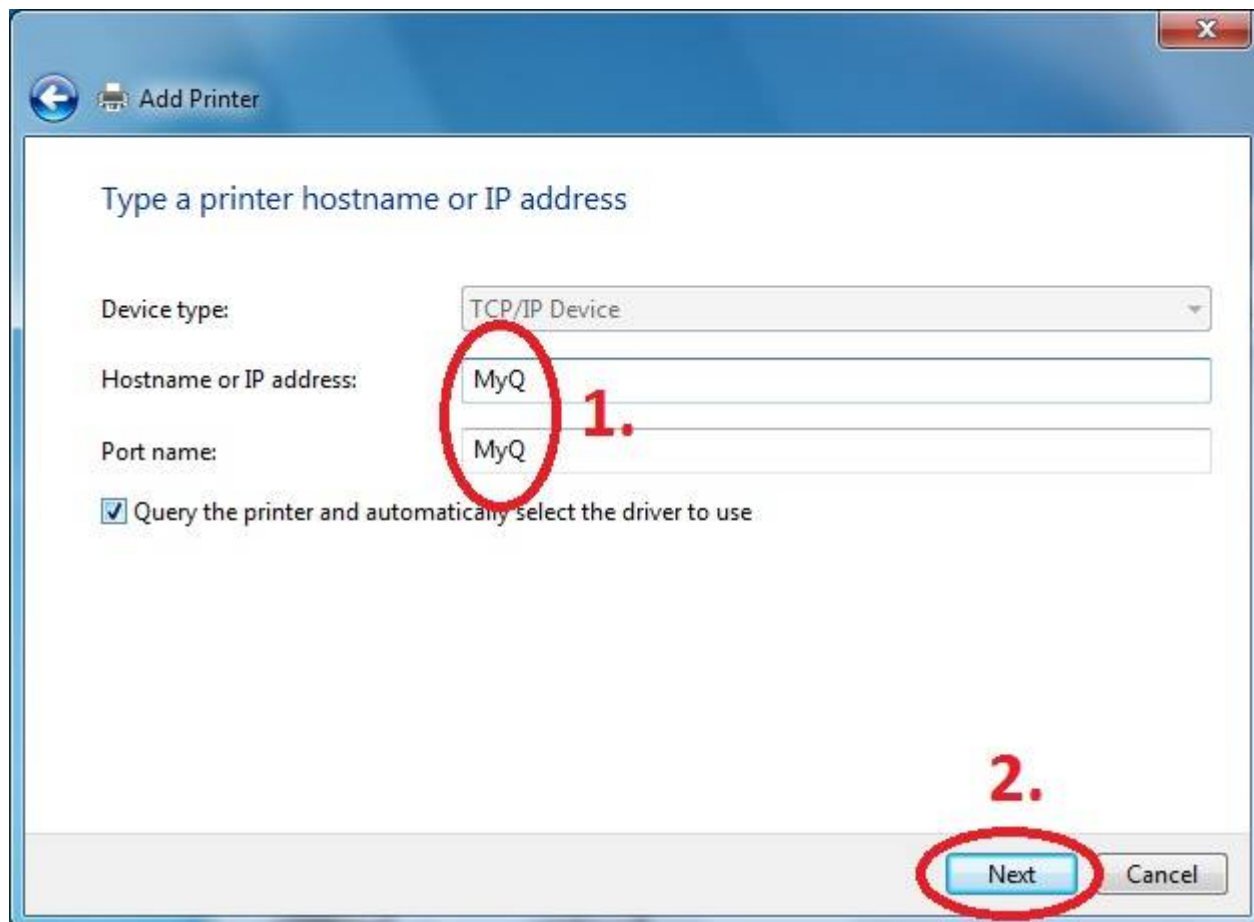 Add Printer
Type a printer hostname or IP address
Device type: TCP/IP Device
Hostname or IP address: MyQ
1.
Port name: MyQ
Query the printer and automatically select the driver to use
2.
Next Cancel